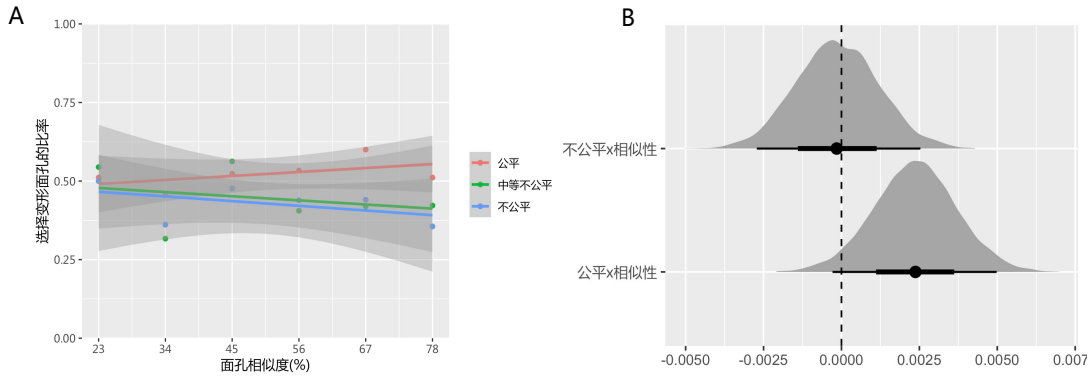 A
选择变形面孔的比率
1.00
0.75
0.50
0.25
0.00
23 34 45 56 67 78
面孔相似度(%)
公平
中等不公平
不公平
B
不公平x相似性
公平x相似性
-0.0050 -0.0025 0.0000 0.0025 0.0050 0.007